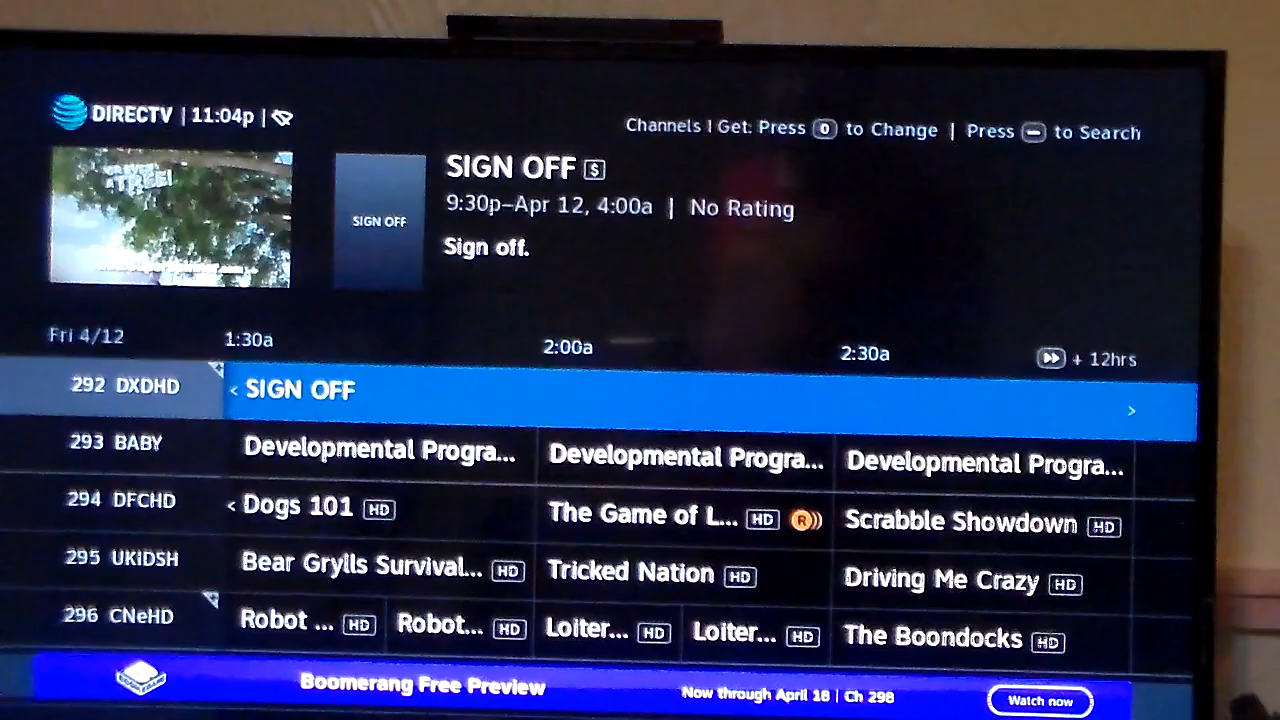 DIRECTV | 11:04p |
Channels I Get: Press 0 to Change | Press — to Search
SIGN OFF $
9:30p–Apr 12, 4:00a | No Rating
SIGN OFF
Sign off.
Fri 4/12 1:30a 2:00a 2:30a + 12hrs
292 DXDHD < SIGN OFF >
293 BABY Developmental Progra... Developmental Progra... Developmental Progra...
294 DFCHD < Dogs 101 HD The Game of L... HD R Scrabble Showdown HD
295 UKIDSH Bear Grylls Survival... HD Tricked Nation HD Driving Me Crazy HD
296 CNeHD Robot ... HD Robot... HD Loiter... HD Loiter... HD The Boondocks HD
Boomerang Free Preview Now through April 18 | Ch 298 Watch now